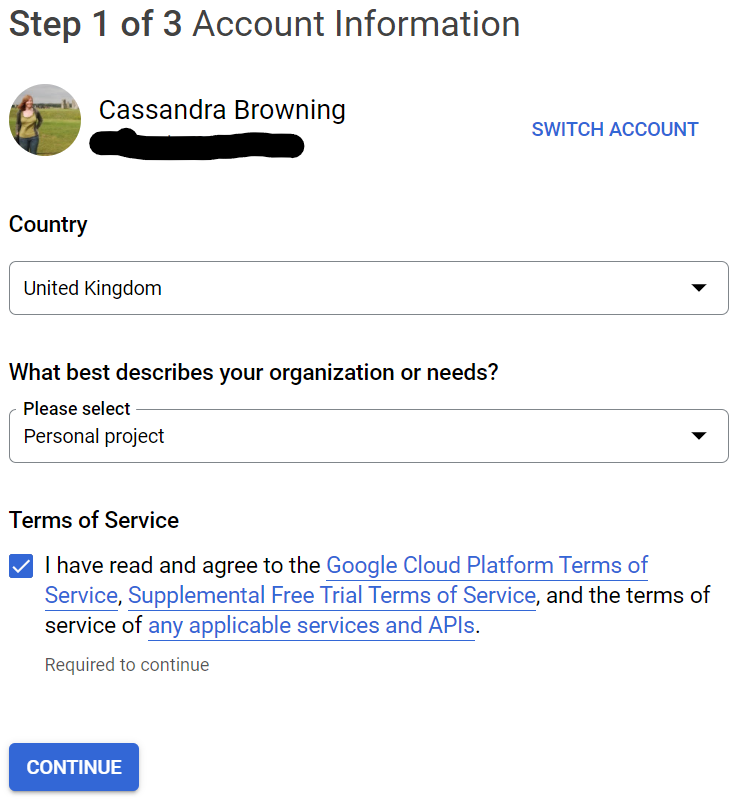 Step 1 of 3 Account Information
Cassandra Browning
SWITCH ACCOUNT
Country
United Kingdom
What best describes your organization or needs?
Please select
Personal project
Terms of Service
I have read and agree to the Google Cloud Platform Terms of
Service, Supplemental Free Trial Terms of Service, and the terms of
service of any applicable services and APIs.
Required to continue
CONTINUE